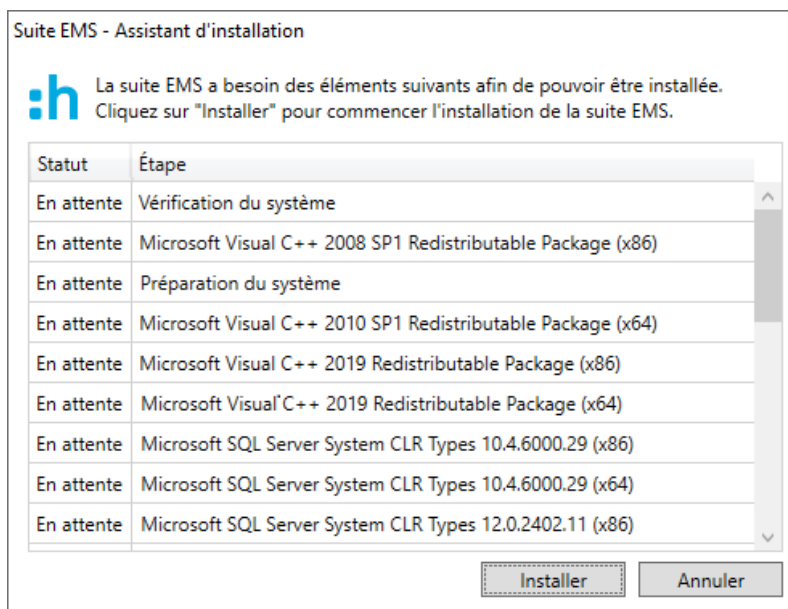 Suite EMS - Assistant d'installation
:h
La suite EMS a besoin des éléments suivants afin de pouvoir être installée.
Cliquez sur "Installer" pour commencer l'installation de la suite EMS.
Statut Étape
En attente Vérification du système
En attente Microsoft Visual C++ 2008 SP1 Redistributable Package (x86)
En attente Préparation du système
En attente Microsoft Visual C++ 2010 SP1 Redistributable Package (x64)
En attente Microsoft Visual C++ 2019 Redistributable Package (x86)
En attente Microsoft Visual C++ 2019 Redistributable Package (x64)
En attente Microsoft SQL Server System CLR Types 10.4.6000.29 (x86)
En attente Microsoft SQL Server System CLR Types 10.4.6000.29 (x64)
En attente Microsoft SQL Server System CLR Types 12.0.2402.11 (x86)
Installer Annuler